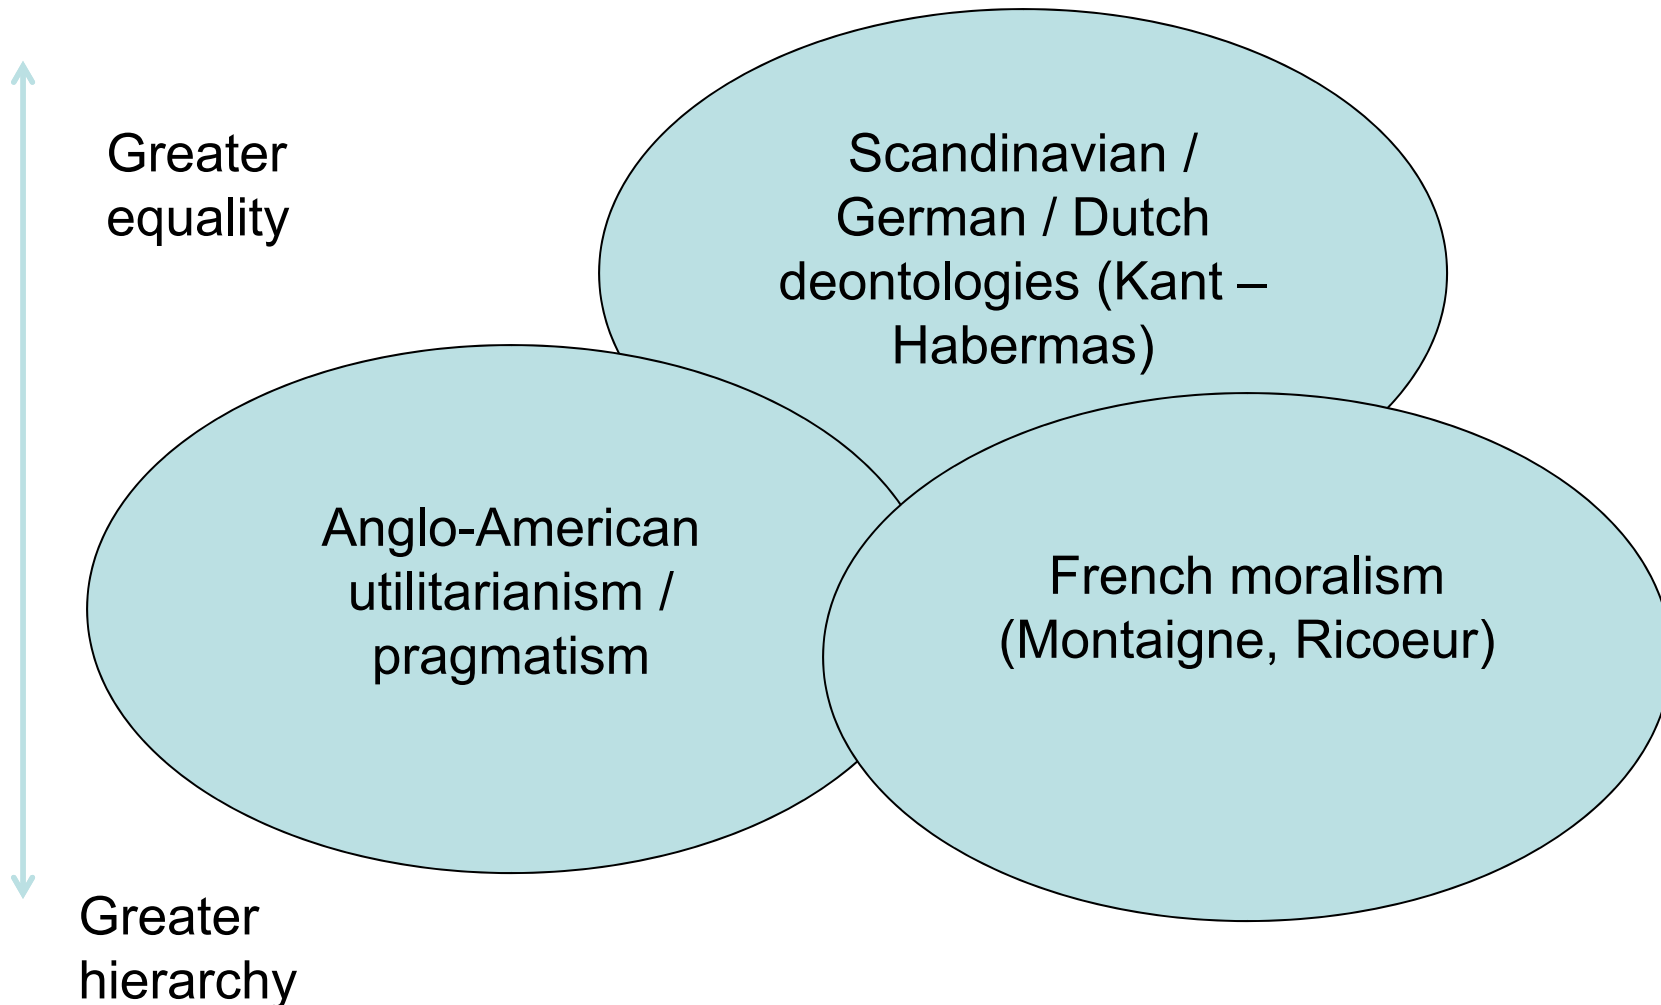 Greater
equality
Scandinavian /
German / Dutch
deontologies (Kant –
Habermas)
Anglo-American
utilitarianism /
pragmatism
French moralism
(Montaigne, Ricoeur)
Greater
hierarchy